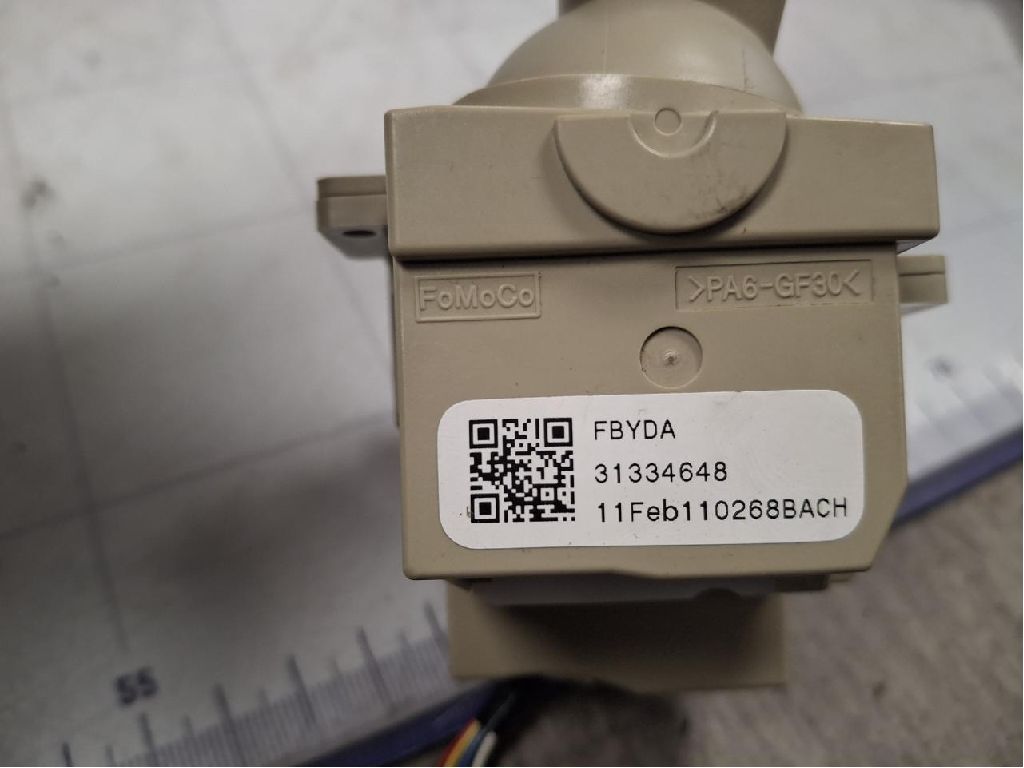 FoMoCo
>PA6-GF30<
FBYDA
31334648
11Feb110268BACH
55